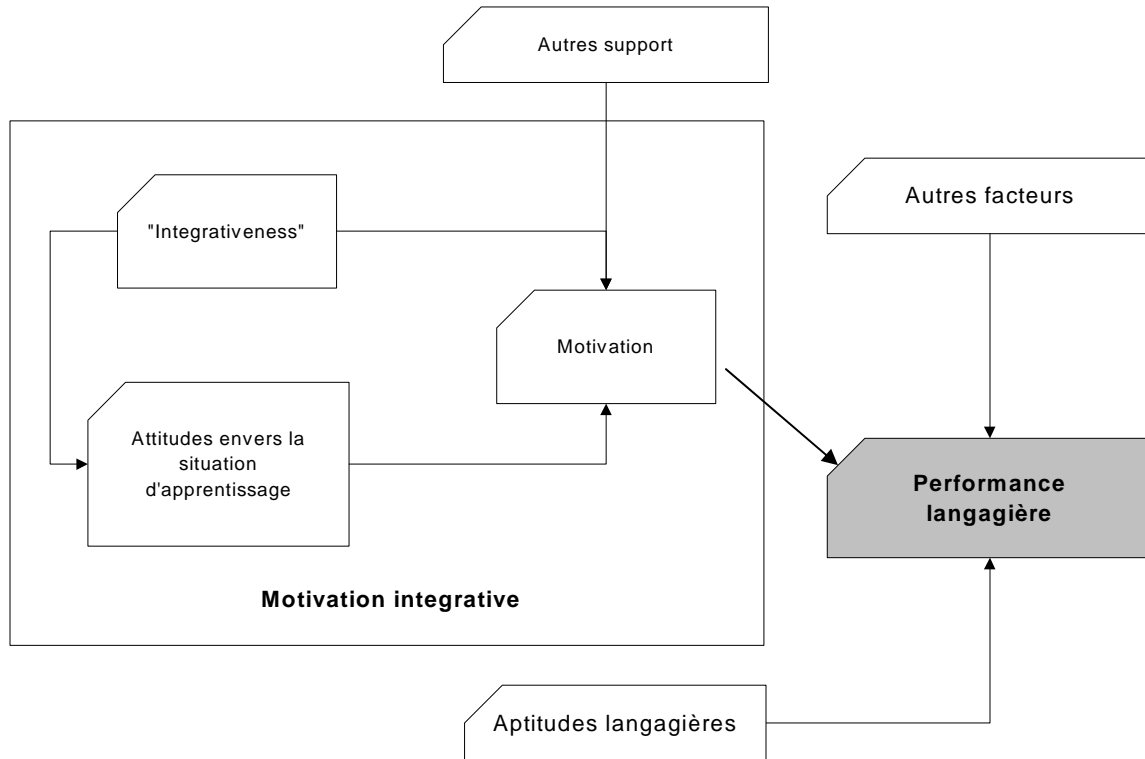 Autres support
Autres facteurs
"Integrativeness"
Motivation
Attitudes envers la
situation
d'apprentissage
Performance
langagière
Motivation integrative
Aptitudes langagières